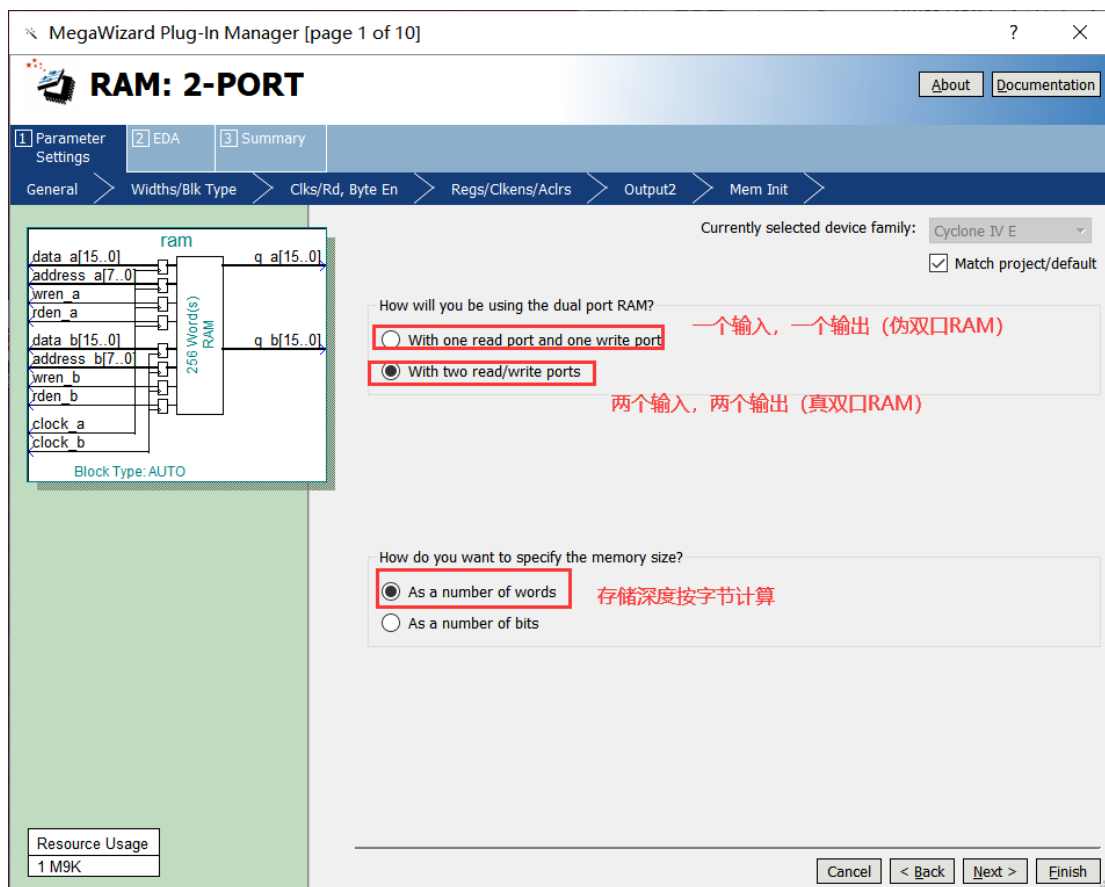 MegaWizard Plug-In Manager [page 1 of 10]
?
RAM: 2-PORT
About
Documentation
1 Parameter Settings
2 EDA
3 Summary
General
Widths/Blk Type
Clks/Rd, Byte En
Regs/Clkens/Aclrs
Output2
Mem Init
ram
data_a[15..0]
address_a[7..0]
wren_a
rden_a
data_b[15..0]
address_b[7..0]
wren_b
rden_b
clock_a
clock_b
q_a[15..0]
q_b[15..0]
256 Word(s)
RAM
Block Type: AUTO
Currently selected device family:
Cyclone IV E
Match project/default
How will you be using the dual port RAM?
With one read port and one write port
一个输入，一个输出（伪双口RAM）
With two read/write ports
两个输入，两个输出（真双口RAM）
How do you want to specify the memory size?
As a number of words
存储深度按字节计算
As a number of bits
Resource Usage
1 M9K
Cancel
< Back
Next >
Finish